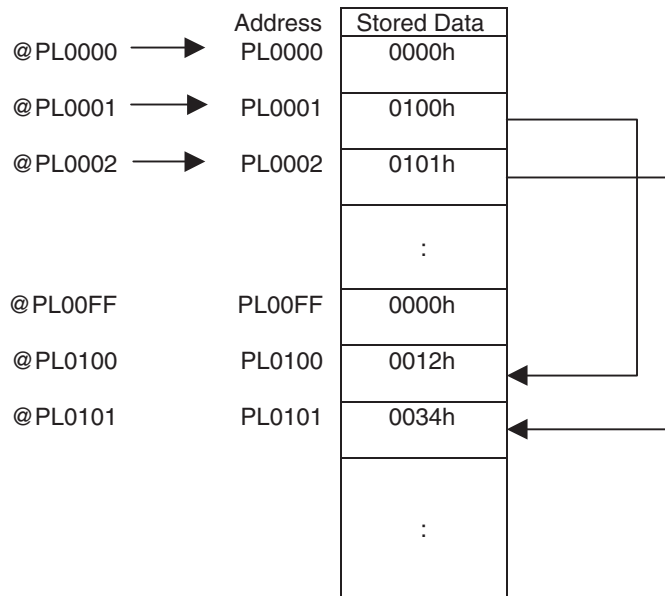 Address Stored Data
@PL0000 PL0000 0000h
@PL0001 PL0001 0100h
@PL0002 PL0002 0101h
:
@PL00FF PL00FF 0000h
@PL0100 PL0100 0012h
@PL0101 PL0101 0034h
: